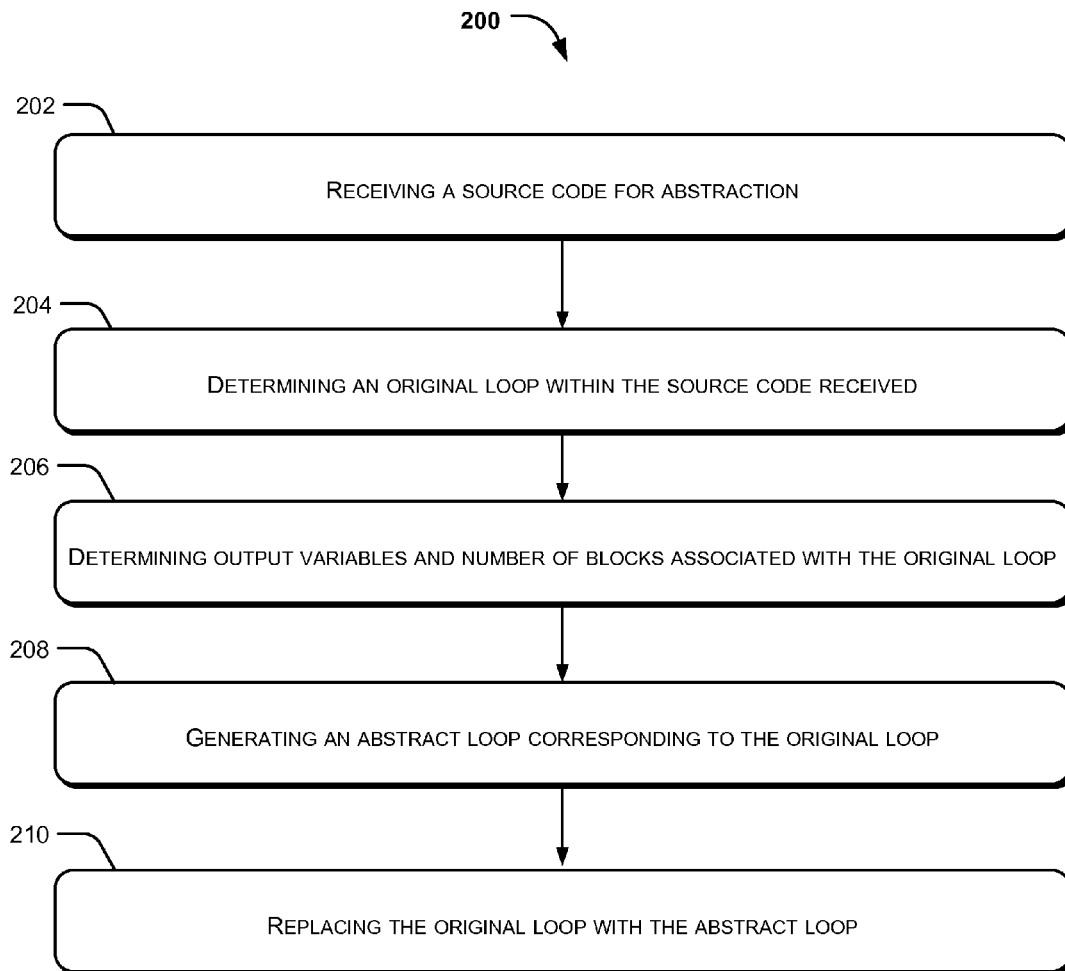 200
202
RECEIVING A SOURCE CODE FOR ABSTRACTION
204
DETERMINING AN ORIGINAL LOOP WITHIN THE SOURCE CODE RECEIVED
206
DETERMINING OUTPUT VARIABLES AND NUMBER OF BLOCKS ASSOCIATED WITH THE ORIGINAL LOOP
208
GENERATING AN ABSTRACT LOOP CORRESPONDING TO THE ORIGINAL LOOP
210
REPLACING THE ORIGINAL LOOP WITH THE ABSTRACT LOOP